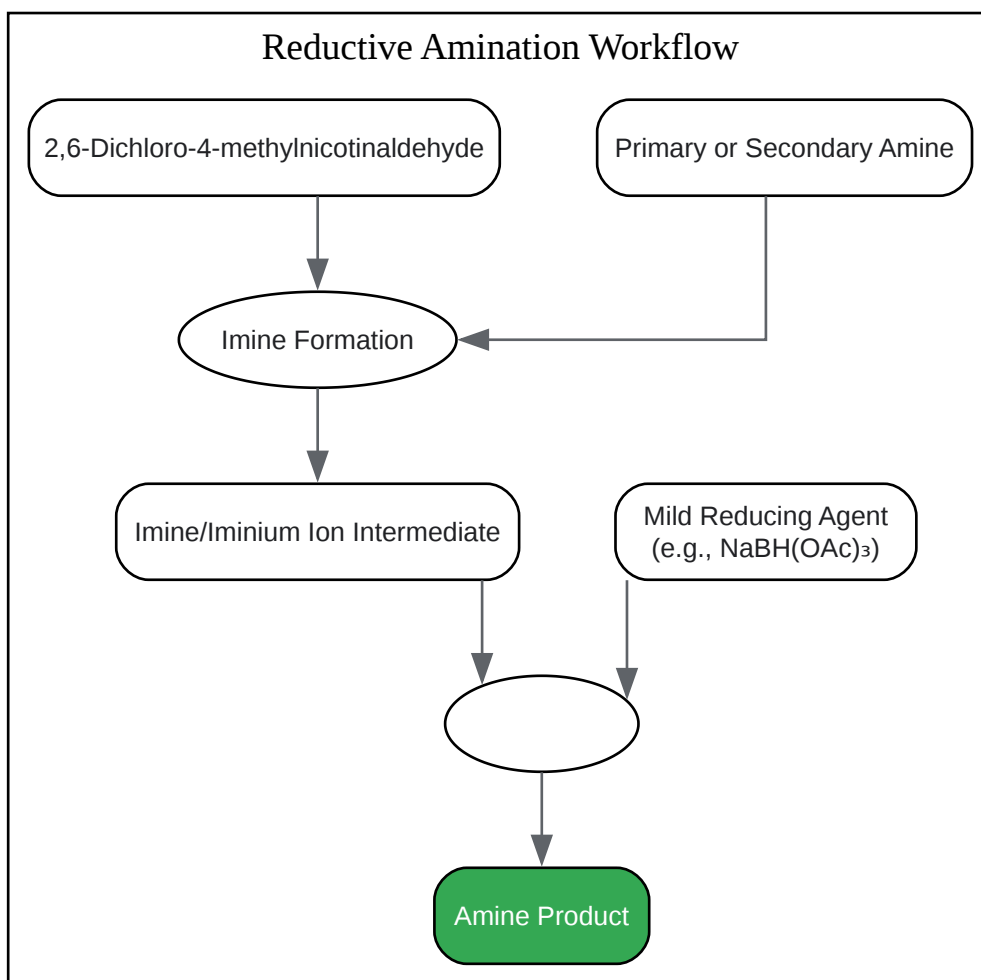 Reductive Amination Workflow
2,6-Dichloro-4-methylnicotinaldehyde
Primary or Secondary Amine
Imine Formation
Imine/Iminium Ion Intermediate
Mild Reducing Agent
(e.g., NaBH(OAc)₃)
Amine Product